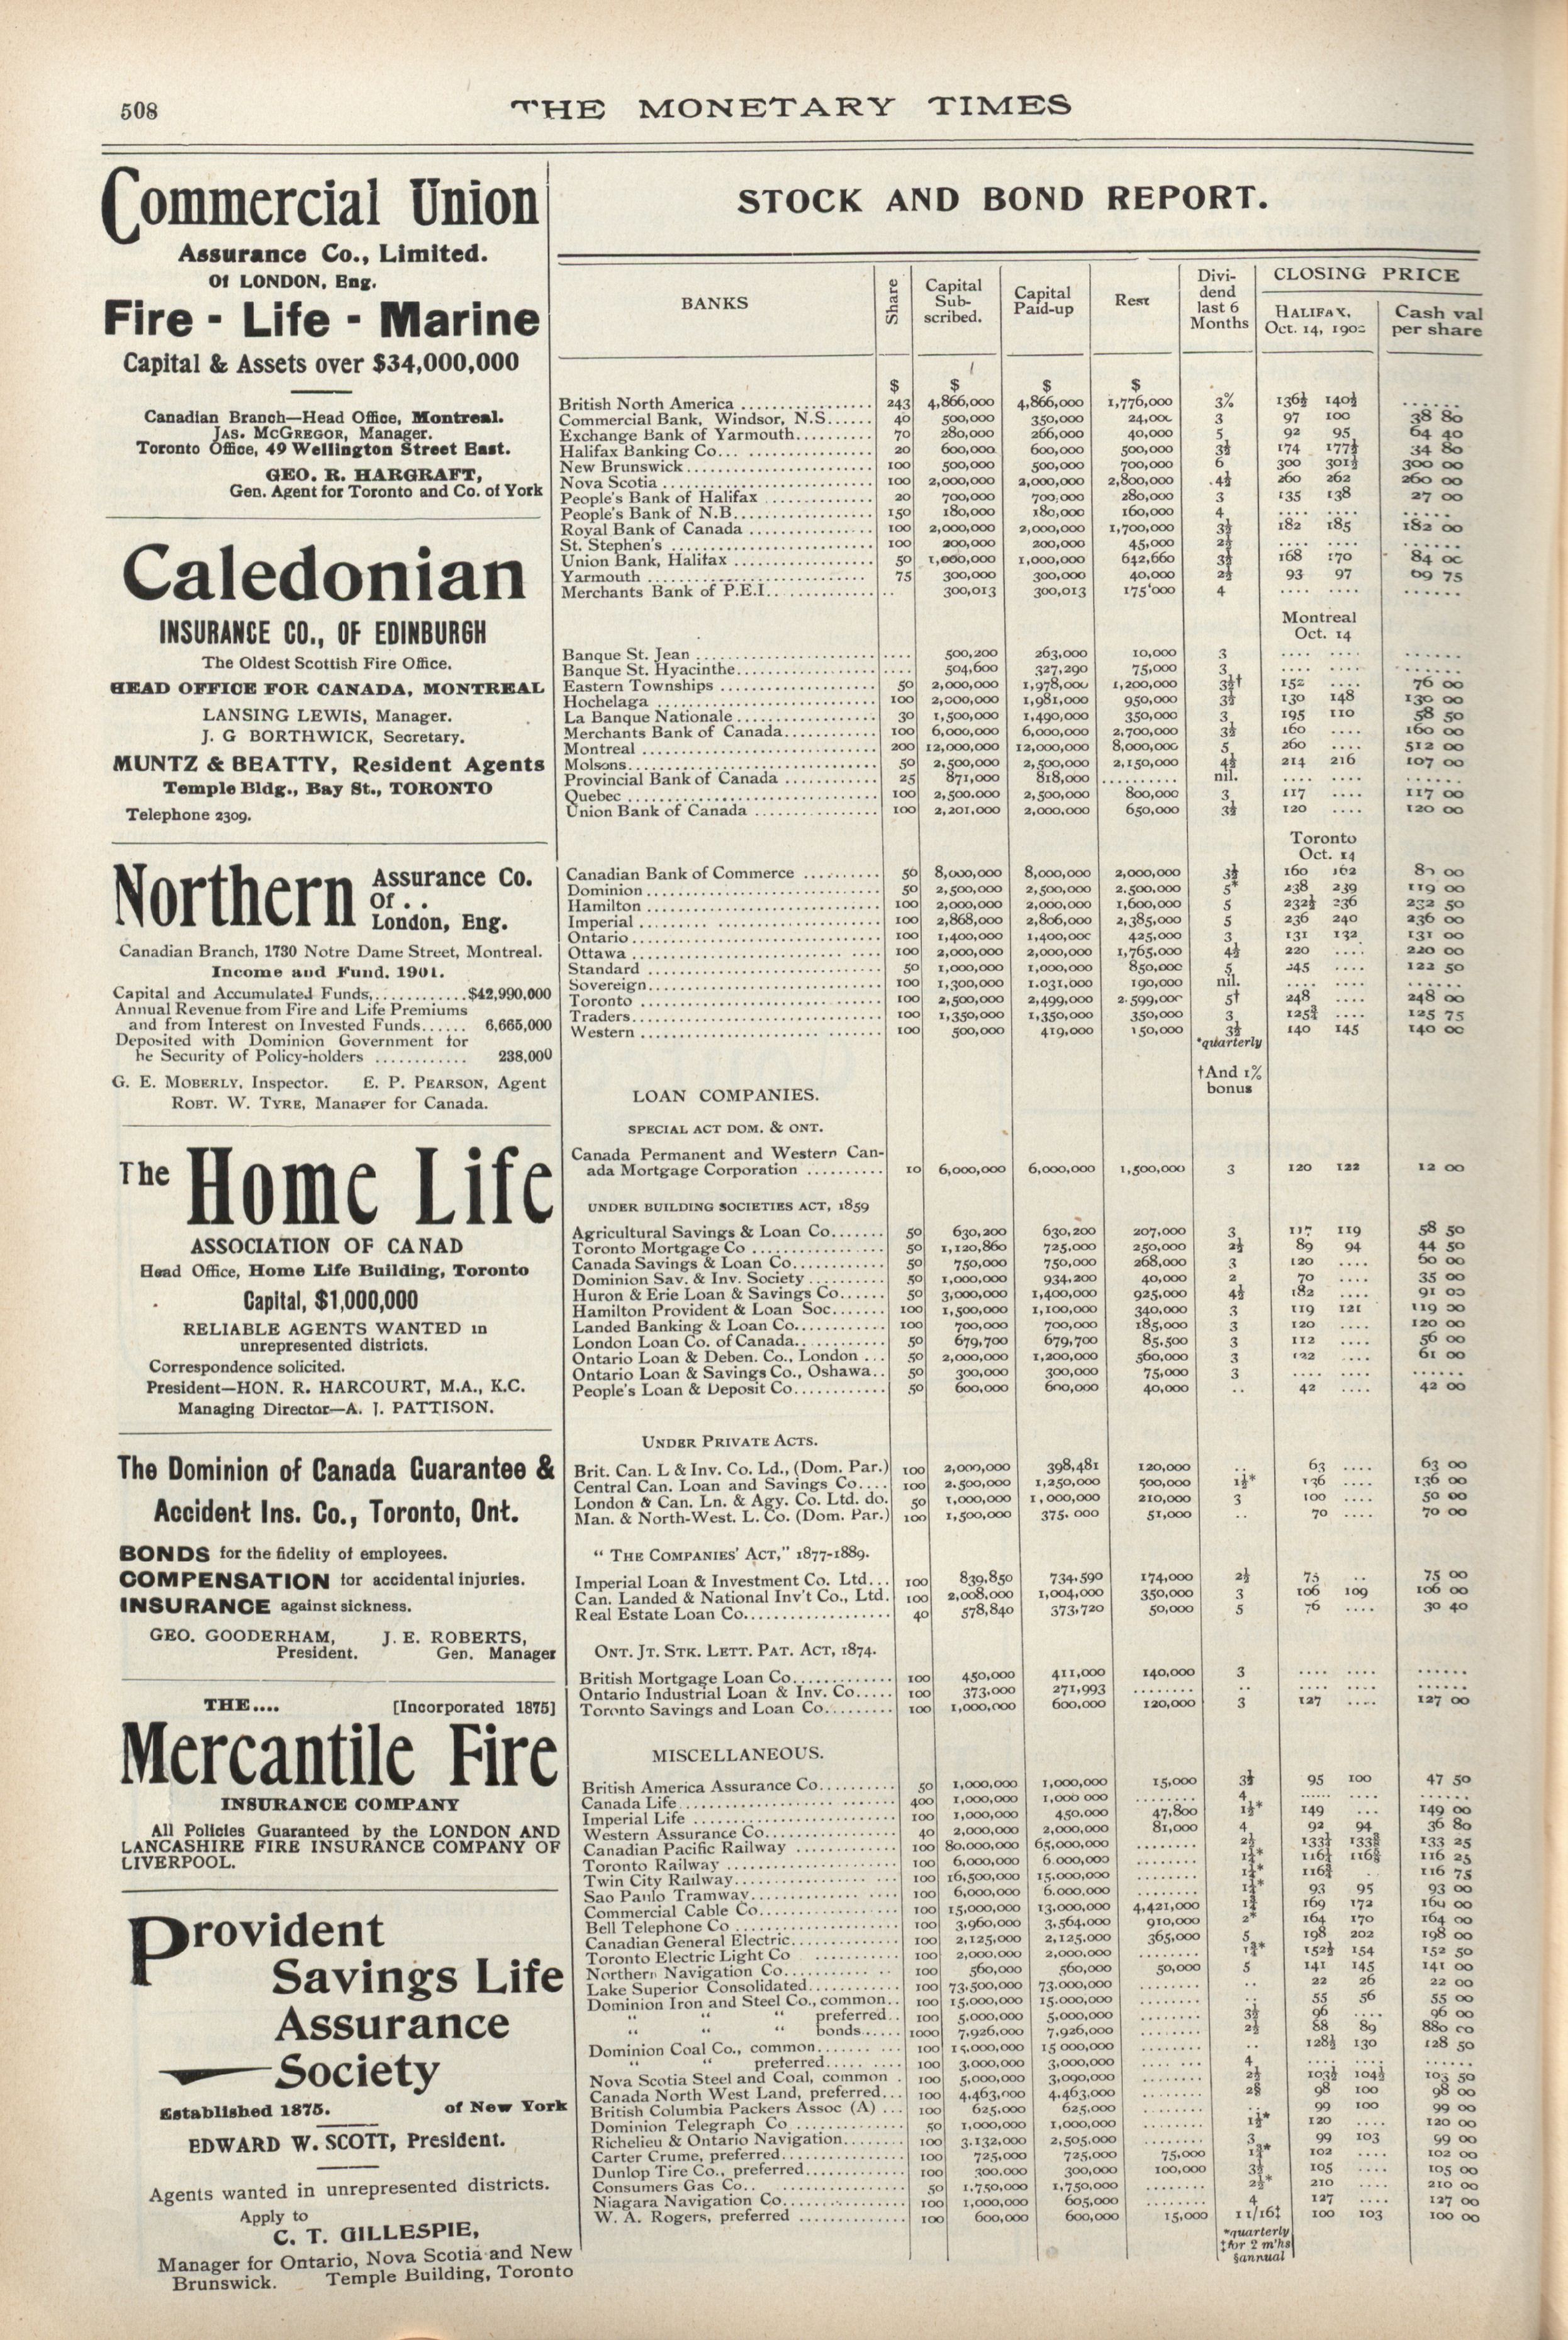 508
THE MONETARY TIMES
Commercial Union
Assurance Co., Limited.
Of LONDON, Eng.
Fire - Life - Marine
Capital & Assets over $34,000,000
Canadian Branch—Head Office, Montreal.
JAS. MCGREGOR, Manager.
Toronto Office, 49 Wellington Street East.
GEO. R. HARGRAFT,
Gen. Agent for Toronto and Co. of York
Caledonian
INSURANCE CO., OF EDINBURGH
The Oldest Scottish Fire Office.
HEAD OFFICE FOR CANADA, MONTREAL
LANSING LEWIS, Manager.
J. G BORTHWICK, Secretary.
MUNTZ & BEATTY, Resident Agents
Temple Bldg., Bay St., TORONTO
Telephone 2309.
Northern Assurance Co.
Of . .
London, Eng.
Canadian Branch, 1730 Notre Dame Street, Montreal.
Income and Fund, 1901.
Capital and Accumulated Funds,............$42,990,000
Annual Revenue from Fire and Life Premiums
and from Interest on Invested Funds...... 6,665,000
Deposited with Dominion Government for
he Security of Policy-holders ............ 238,000
G. E. MOBERLY, Inspector. E. P. PEARSON, Agent
ROBT. W. TYRE, Manager for Canada.
The Home Life
ASSOCIATION OF CANAD
Head Office, Home Life Building, Toronto
Capital, $1,000,000
RELIABLE AGENTS WANTED in
unrepresented districts.
Correspondence solicited.
President—HON. R. HARCOURT, M.A., K.C.
Managing Director—A. J. PATTISON.
The Dominion of Canada Guarantee &
Accident Ins. Co., Toronto, Ont.
BONDS for the fidelity of employees.
COMPENSATION for accidental injuries.
INSURANCE against sickness.
GEO. GOODERHAM, J. E. ROBERTS,
President. Gen. Manager
THE.... [Incorporated 1875]
Mercantile Fire
INSURANCE COMPANY
All Policies Guaranteed by the LONDON AND
LANCASHIRE FIRE INSURANCE COMPANY OF
LIVERPOOL.
Provident
Savings Life
Assurance
Society
Established 1875. of New York
EDWARD W. SCOTT, President.
Agents wanted in unrepresented districts.
Apply to
C. T. GILLESPIE,
Manager for Ontario, Nova Scotia and New
Brunswick. Temple Building, Toronto
STOCK AND BOND REPORT.
BANKS Share Capital Sub-scribed. Capital Paid-up Rest Divi-dend last 6 Months CLOSING PRICE
HALIFAX, Oct. 14, 190 Cash val per share
$ $ $ $
British North America 243 4,866,000 4,866,000 1,776,000 3% 136½ 140½ ......
Commercial Bank, Windsor, N.S. 40 500,000 350,000 24,00 3 97 100 38 80
Exchange Bank of Yarmouth 70 280,000 266,000 40,000 5 92 95 64 40
Halifax Banking Co. 20 600,000 600,000 500,000 3½ 174 177½ 34 80
New Brunswick 100 500,000 500,000 700,000 6 300 301½ 300 00
Nova Scotia 100 2,000,000 2,000,000 2,800,000 4½ 260 262 260 00
People's Bank of Halifax 20 700,000 700,000 280,000 3 135 138 27 00
People's Bank of N.B. 150 180,000 180,000 160,000 4 .... .... ......
Royal Bank of Canada 100 2,000,000 2,000,000 1,700,000 3½ 182 185 182 00
St. Stephen's 100 200,000 200,000 45,000 2½ .... .... ......
Union Bank, Halifax 50 1,000,000 1,000,000 642,660 3½ 168 170 84 00
Yarmouth 75 300,000 300,000 40,000 2½ 93 97 69 75
Merchants Bank of P.E.I. .. 300,013 300,013 175'000 4 .... .... ......
Montreal
Oct. 14
Banque St. Jean .... 500,200 263,000 10,000 3 .... .... ......
Banque St. Hyacinthe .... 504,600 327,290 75,000 3 .... .... ......
Eastern Townships 50 2,000,000 1,978,000 1,200,000 3½† 152 .... 76 00
Hochelaga 100 2,000,000 1,981,000 950,000 3½ 130 148 130 00
La Banque Nationale 30 1,500,000 1,490,000 350,000 3 195 110 58 50
Merchants Bank of Canada 100 6,000,000 6,000,000 2,700,000 3½ 160 .... 160 00
Montreal 200 12,000,000 12,000,000 8,000,000 5 260 .... 512 00
Molsons 50 2,500,000 2,500,000 2,150,000 4½ 214 216 107 00
Provincial Bank of Canada 25 871,000 818,000 .......... nil. .... .... ......
Quebec 100 2,500.000 2,500,000 800,000 3 117 .... 117 00
Union Bank of Canada 100 2,201,000 2,000,000 650,000 3½ 120 .... 120 00
Toronto
Oct. 14
Canadian Bank of Commerce 50 8,000,000 8,000,000 2,000,000 3½ 160 162 80 00
Dominion 50 2,500,000 2,500,000 2.500,000 5* 238 239 119 00
Hamilton 100 2,000,000 2,000,000 1,600,000 5 232½ 236 232 50
Imperial 100 2,868,000 2,806,000 2,385,000 5 236 240 236 00
Ontario 100 1,400,000 1,400,000 425,000 3 131 132 131 00
Ottawa 100 2,000,000 2,000,000 1,765,000 4½ 220 .... 220 00
Standard 50 1,000,000 1,000,000 850,000 5 245 .... 122 50
Sovereign 100 1,300,000 1.031,000 190,000 nil. .... .... ......
Toronto 100 2,500,000 2,499,000 2.599,000 5† 248 .... 248 00
Traders 100 1,350,000 1,350,000 350,000 3 125¾ .... 125 75
Western 100 500,000 419,000 150,000 3½ 140 145 140 00
*quarterly
†And 1% bonus
LOAN COMPANIES.
SPECIAL ACT DOM. & ONT.
Canada Permanent and Western Can-
ada Mortgage Corporation 10 6,000,000 6,000,000 1,500,000 3 120 122 12 00
UNDER BUILDING SOCIETIES ACT, 1859
Agricultural Savings & Loan Co. 50 630,200 630,200 207,000 3 117 119 58 50
Toronto Mortgage Co 50 1,120,860 725,000 250,000 2½ 89 94 44 50
Canada Savings & Loan Co. 50 750,000 750,000 268,000 3 120 .... 60 00
Dominion Sav. & Inv. Society 50 1,000,000 934,200 40,000 2 70 .... 35 00
Huron & Erie Loan & Savings Co. 50 3,000,000 1,400,000 925,000 4½ 182 .... 91 00
Hamilton Provident & Loan Soc. 100 1,500,000 1,100,000 340,000 3 119 121 119 00
Landed Banking & Loan Co. 100 700,000 700,000 185,000 3 120 .... 120 00
London Loan Co. of Canada 50 679,700 679,700 85,500 3 112 .... 56 00
Ontario Loan & Deben. Co., London 50 2,000,000 1,200,000 560,000 3 122 .... 61 00
Ontario Loan & Savings Co., Oshawa 50 300,000 300,000 75,000 3 .... .... ......
People's Loan & Deposit Co. 50 600,000 600,000 40,000 .. 42 .... 42 00
UNDER PRIVATE ACTS.
Brit. Can. L & Inv. Co. Ld., (Dom. Par.) 100 2,000,000 398,481 120,000 .. 63 .... 63 00
Central Can. Loan and Savings Co. 100 2.500,000 1,250,000 500,000 1½* 136 .... 136 00
London & Can. Ln. & Agy. Co. Ltd. do. 50 1,000,000 1,000,000 210,000 3 100 .... 50 00
Man. & North-West. L. Co. (Dom. Par.) 100 1,500,000 375. 000 51,000 .. 70 .... 70 00
"THE COMPANIES' ACT," 1877-1889.
Imperial Loan & Investment Co. Ltd. 100 839,850 734,590 174,000 2½ 75 .. 75 00
Can. Landed & National Inv't Co., Ltd. 100 2,008,000 1,004,000 350,000 3 106 109 106 00
Real Estate Loan Co. 40 578,840 373,720 50,000 5 76 .... 30 40
ONT. JT. STK. LETT. PAT. ACT, 1874.
British Mortgage Loan Co. 100 450,000 411,000 140,000 3 .... .... ......
Ontario Industrial Loan & Inv. Co. 100 373,000 271,993 ........ .. .... .... ......
Toronto Savings and Loan Co. 100 1,000,000 600,000 120,000 3 127 .... 127 00
MISCELLANEOUS.
British America Assurance Co. 50 1,000,000 1,000,000 15,000 3½ 95 100 47 50
Canada Life 400 1,000,000 1,000 000 ........ 4 ...... .... ......
Imperial Life 100 1,000,000 450,000 47,800 1½* 149 ... 149 00
Western Assurance Co. 40 2,000,000 2,000,000 81,000 4 92 94 36 80
Canadian Pacific Railway 100 80,000,000 65,000,000 ........ 2½ 133¼ 133⅜ 133 25
Toronto Railway 100 6,000,000 6.000,000 ........ 1¼* 116¼ 116⅜ 116 25
Twin City Railway 100 16,500,000 15,000,000 ........ 1¼* 116¾ . 116 75
Sao Paulo Tramway 100 6,000,000 6.000,000 ........ 1¼* 93 95 93 00
Commercial Cable Co. 100 15,000,000 13,000,000 4,421,000 1¾ 169 172 169 00
Bell Telephone Co 100 3,960,000 3,564,000 910,000 2* 164 170 164 00
Canadian General Electric 100 2,125,000 2,125,000 365,000 5 198 202 198 00
Toronto Electric Light Co 100 2,000,000 2,000,000 ........ 1¾* 152½ 154 152 50
Northern Navigation Co. 100 560,000 560,000 50,000 5 141 145 141 00
Lake Superior Consolidated 100 73,500,000 73,000,000 ........ .. 22 26 22 00
Dominion Iron and Steel Co., common 100 15,000,000 15.000,000 ........ .. 55 56 55 00
" " " preferred 100 5,000,000 5,000,000 ........ 3½ 96 .... 96 00
" " " bonds 1000 7,926,000 7,926,000 ........ 2½ 88 89 880 00
Dominion Coal Co., common 100 15,000,000 15 000,000 ........ .. 128½ 130 128 50
" " preferred 100 3,000,000 3,000,000 ........ 4 .... .... ......
Nova Scotia Steel and Coal, common 100 5,000,000 3,090,000 ........ 2½ 103½ 104½ 103 50
Canada North West Land, preferred 100 4,463,000 4,463,000 ........ 2§ 98 100 98 00
British Columbia Packers Assoc (A) 100 625,000 625,000 ........ .. 99 100 99 00
Dominion Telegraph Co 50 1,000,000 1,000,000 ........ 1½* 120 .... 120 00
Richelieu & Ontario Navigation 100 3,132,000 2,505,000 ........ 3 99 103 99 00
Carter Crume, preferred 100 725,000 725,000 75,000 1¾* 102 .... 102 00
Dunlop Tire Co., preferred 100 300,000 300,000 100,000 3½ 105 .... 105 00
Consumers Gas Co. 50 1,750,000 1,750,000 ........ 2½* 210 .... 210 00
Niagara Navigation Co. 100 1,000,000 605,000 ........ 4 127 .... 127 00
W. A. Rogers, preferred 100 600,000 600,000 15,000 11/16‡ 100 103 100 00
*quarterly
‡for 2 m'hs
§annual